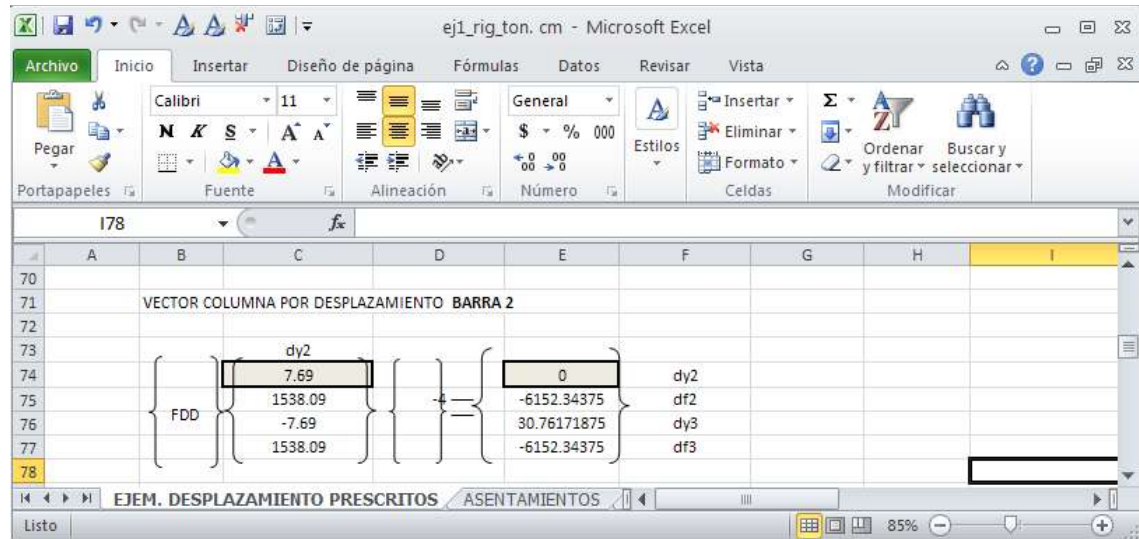 ej1_rig_ton. cm - Microsoft Excel
Archivo Inicio Insertar Diseño de página Fórmulas Datos Revisar Vista
Calibri 11 General Insertar Σ
Pegar N K S A A $ % 000 Estilos Eliminar Ordenar y filtrar Buscar y seleccionar
Formato
Portapapeles Fuente Alineación Número Celdas Modificar
I78 fx
A B C D E F G H I
70
71 VECTOR COLUMNA POR DESPLAZAMIENTO BARRA 2
72
73 dy2
74 7.69 0 dy2
75 1538.09 -4 -6152.34375 df2
76 FDD -7.69 30.76171875 dy3
77 1538.09 -6152.34375 df3
78
EJEM. DESPLAZAMIENTO PRESCRITOS ASENTAMIENTOS
Listo 85%